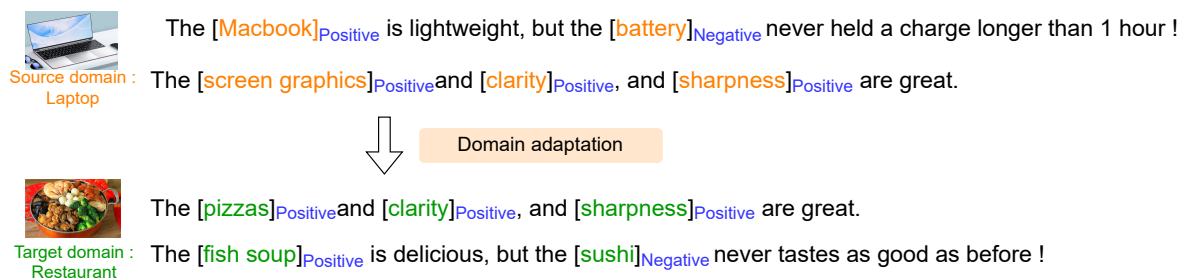 The [Macbook]Positive is lightweight, but the [battery]Negative never held a charge longer than 1 hour !
Source domain :
Laptop
The [screen graphics]Positiveand [clarity]Positive, and [sharpness]Positive are great.
Domain adaptation
The [pizzas]Positiveand [clarity]Positive, and [sharpness]Positive are great.
Target domain :
Restaurant
The [fish soup]Positive is delicious, but the [sushi]Negative never tastes as good as before !